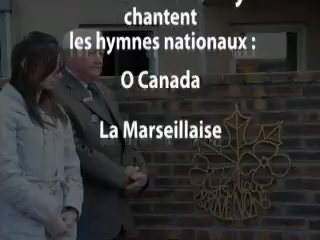 chantent
les hymnes nationaux :
O Canada
La Marseillaise